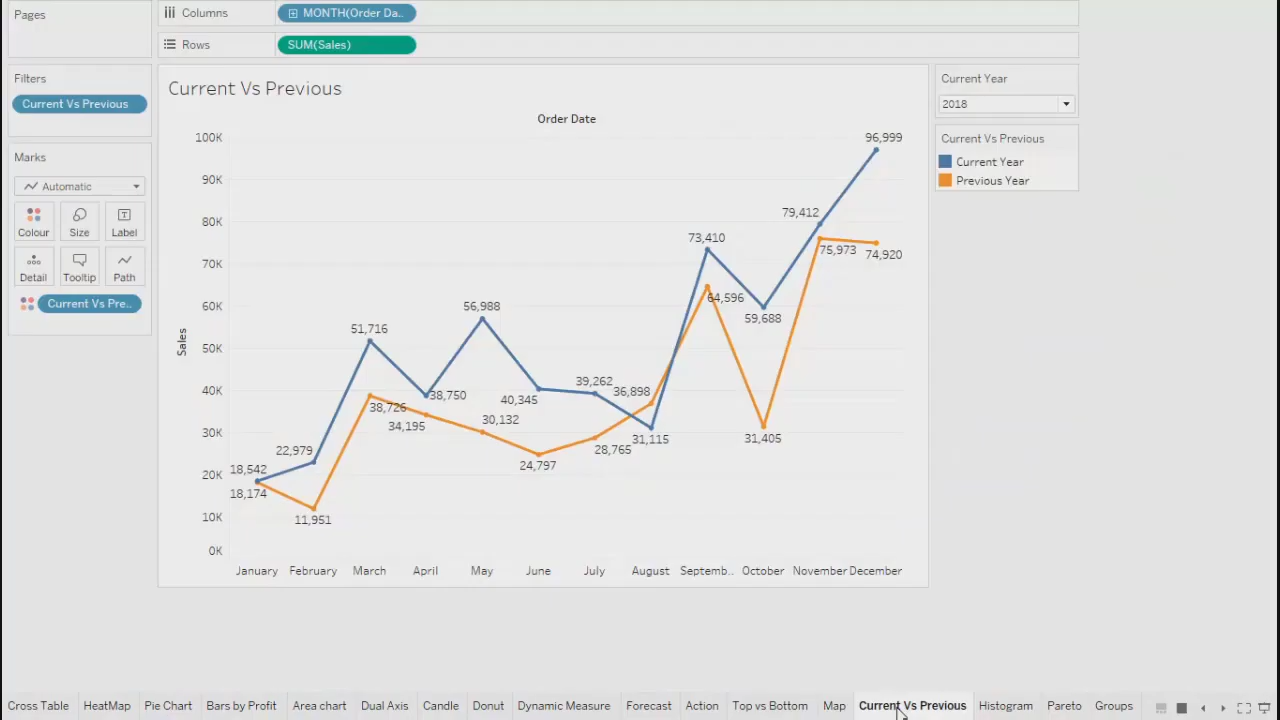 Pages
Columns
MONTH(Order Da..
Rows
SUM(Sales)
Filters
Current Vs Previous
Marks
Automatic
Colour
Size
Label
Detail
Tooltip
Path
Current Vs Pre..
Current Vs Previous
Order Date
Sales
100K
90K
80K
70K
60K
50K
40K
30K
20K
10K
0K
96,999
79,412
73,410
75,973
74,920
64,596
59,688
56,988
51,716
38,750
39,262
36,898
40,345
38,726
34,195
30,132
31,115
31,405
28,765
24,797
22,979
18,542
18,174
11,951
January
February
March
April
May
June
July
August
Septemb..
October
November
December
Current Year
2018
Current Vs Previous
Current Year
Previous Year
Cross Table
HeatMap
Pie Chart
Bars by Profit
Area chart
Dual Axis
Candle
Donut
Dynamic Measure
Forecast
Action
Top vs Bottom
Map
Current Vs Previous
Histogram
Pareto
Groups